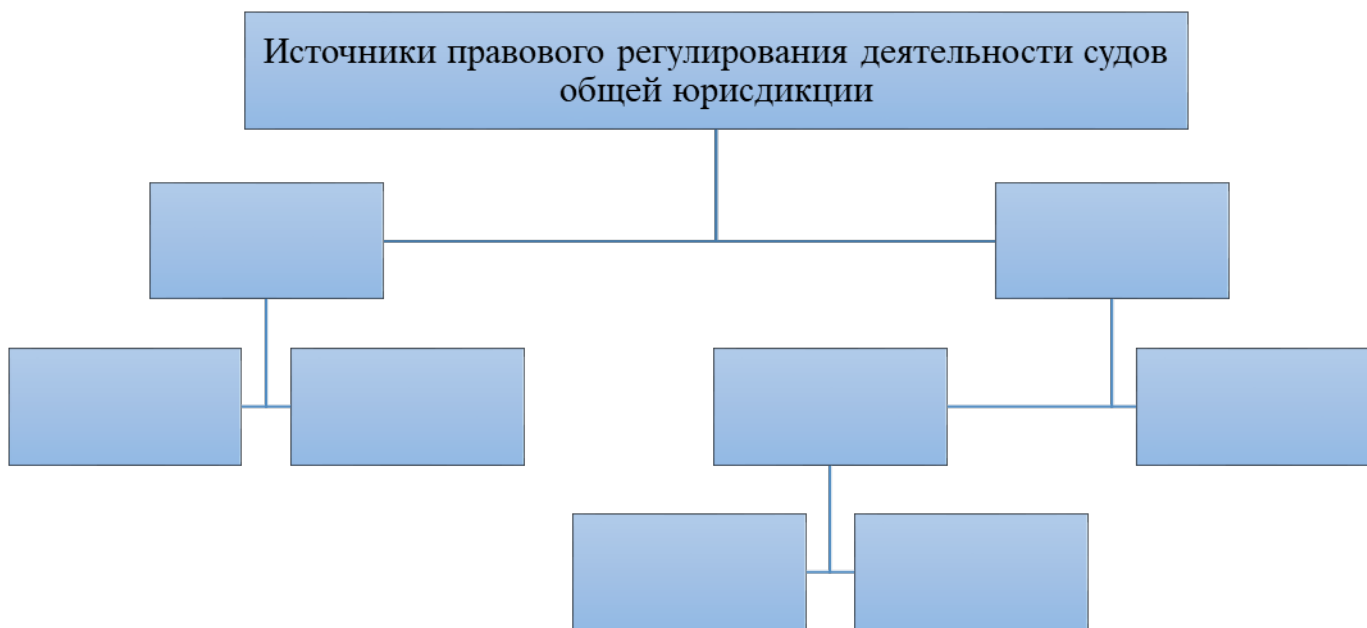 Источники правового регулирования деятельности судов
общей юрисдикции